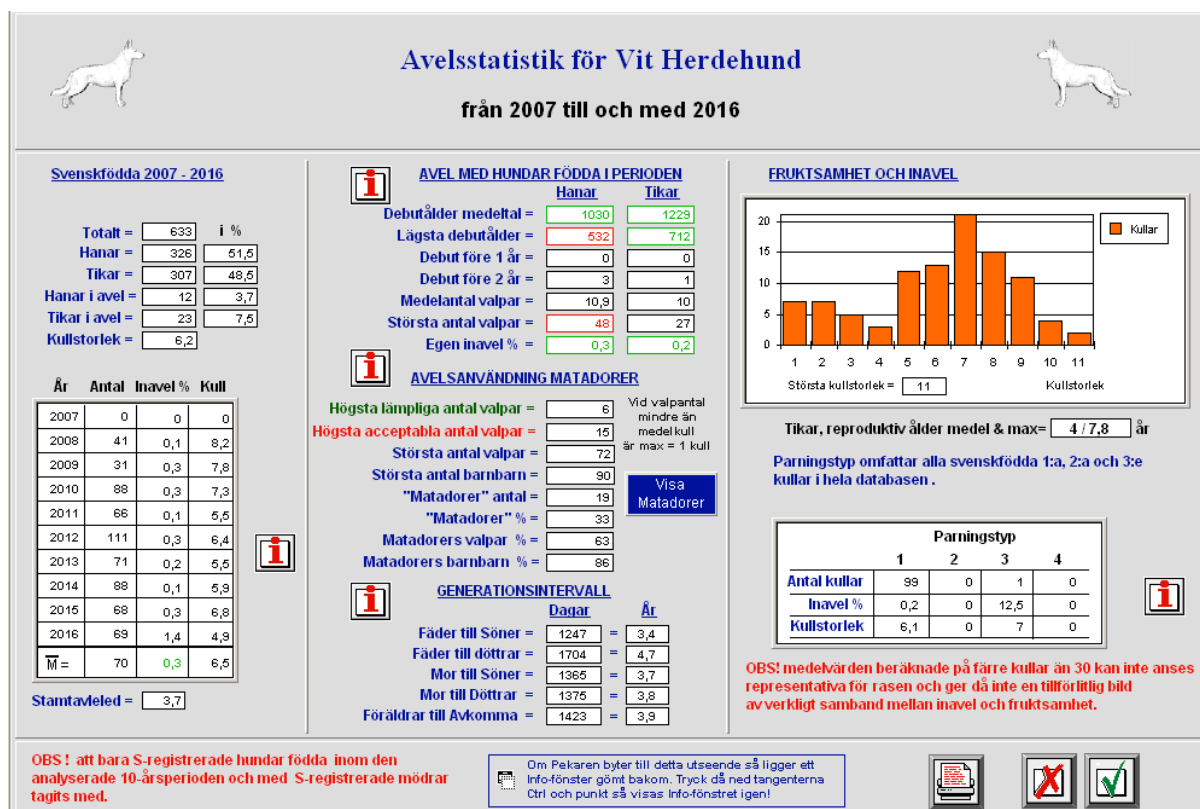 Avelsstatistik för Vit Herdehund
från 2007 till och med 2016
Svenskfödda 2007 - 2016
Totalt = 633 i %
Hanar = 326 51,5
Tikar = 307 48,5
Hanar i avel = 12 3,7
Tikar i avel = 23 7,5
Kullstorlek = 6,2
År Antal Inavel % Kull
2007 0 0 0
2008 41 0,1 8,2
2009 31 0,3 7,8
2010 88 0,3 7,3
2011 66 0,1 5,5
2012 111 0,3 6,4
2013 71 0,2 5,5
2014 88 0,1 5,9
2015 68 0,3 6,8
2016 69 1,4 4,9
M = 70 0,3 6,5
Stamtavleled = 3,7
AVEL MED HUNDAR FÖDDA I PERIODEN
Hanar Tikar
Debutålder medeltal = 1030 1229
Lägsta debutålder = 532 712
Debut före 1 år = 0 0
Debut före 2 år = 3 1
Medelantal valpar = 10,9 10
Största antal valpar = 48 27
Egen inavel % = 0,3 0,2
AVELSANVÄNDNING MATADORER
Högsta lämpliga antal valpar = 6
Högsta acceptabla antal valpar = 15
Största antal valpar = 72
Största antal barnbarn = 90
"Matadorer" antal = 19
"Matadorer" % = 33
Matadorers valpar % = 63
Matadorers barnbarn % = 86
Vid valpantal
mindre än
medelkull
är max = 1 kull
Visa
Matadorer
GENERATIONSINTERVALL
Dagar År
Fäder till Söner = 1247 = 3,4
Fäder till döttrar = 1704 = 4,7
Mor till Söner = 1365 = 3,7
Mor till Döttrar = 1375 = 3,8
Föräldrar till Avkomma = 1423 = 3,9
FRUKTSAMHET OCH INAVEL
20
15
10
5
0
1 2 3 4 5 6 7 8 9 10 11
Kullar
Största kullstorlek = 11 Kullstorlek
Tikar, reproduktiv ålder medel & max= 4 / 7,8 år
Parningstyp omfattar alla svenskfödda 1:a, 2:a och 3:e
kullar i hela databasen .
Parningstyp
1 2 3 4
Antal kullar 99 0 1 0
Inavel % 0,2 0 12,5 0
Kullstorlek 6,1 0 7 0
OBS! medelvärden beräknade på färre kullar än 30 kan inte anses
representativa för rasen och ger då inte en tillförlitlig bild
av verkligt samband mellan inavel och fruktsamhet.
OBS ! att bara S-registrerade hundar födda inom den
analyserade 10-årsperioden och med S-registrerade mödrar
tagits med.
Om Pekaren byter till detta utseende så ligger ett
Info-fönster gömt bakom. Tryck då ned tangenterna
Ctrl och punkt så visas Info-fönstret igen!